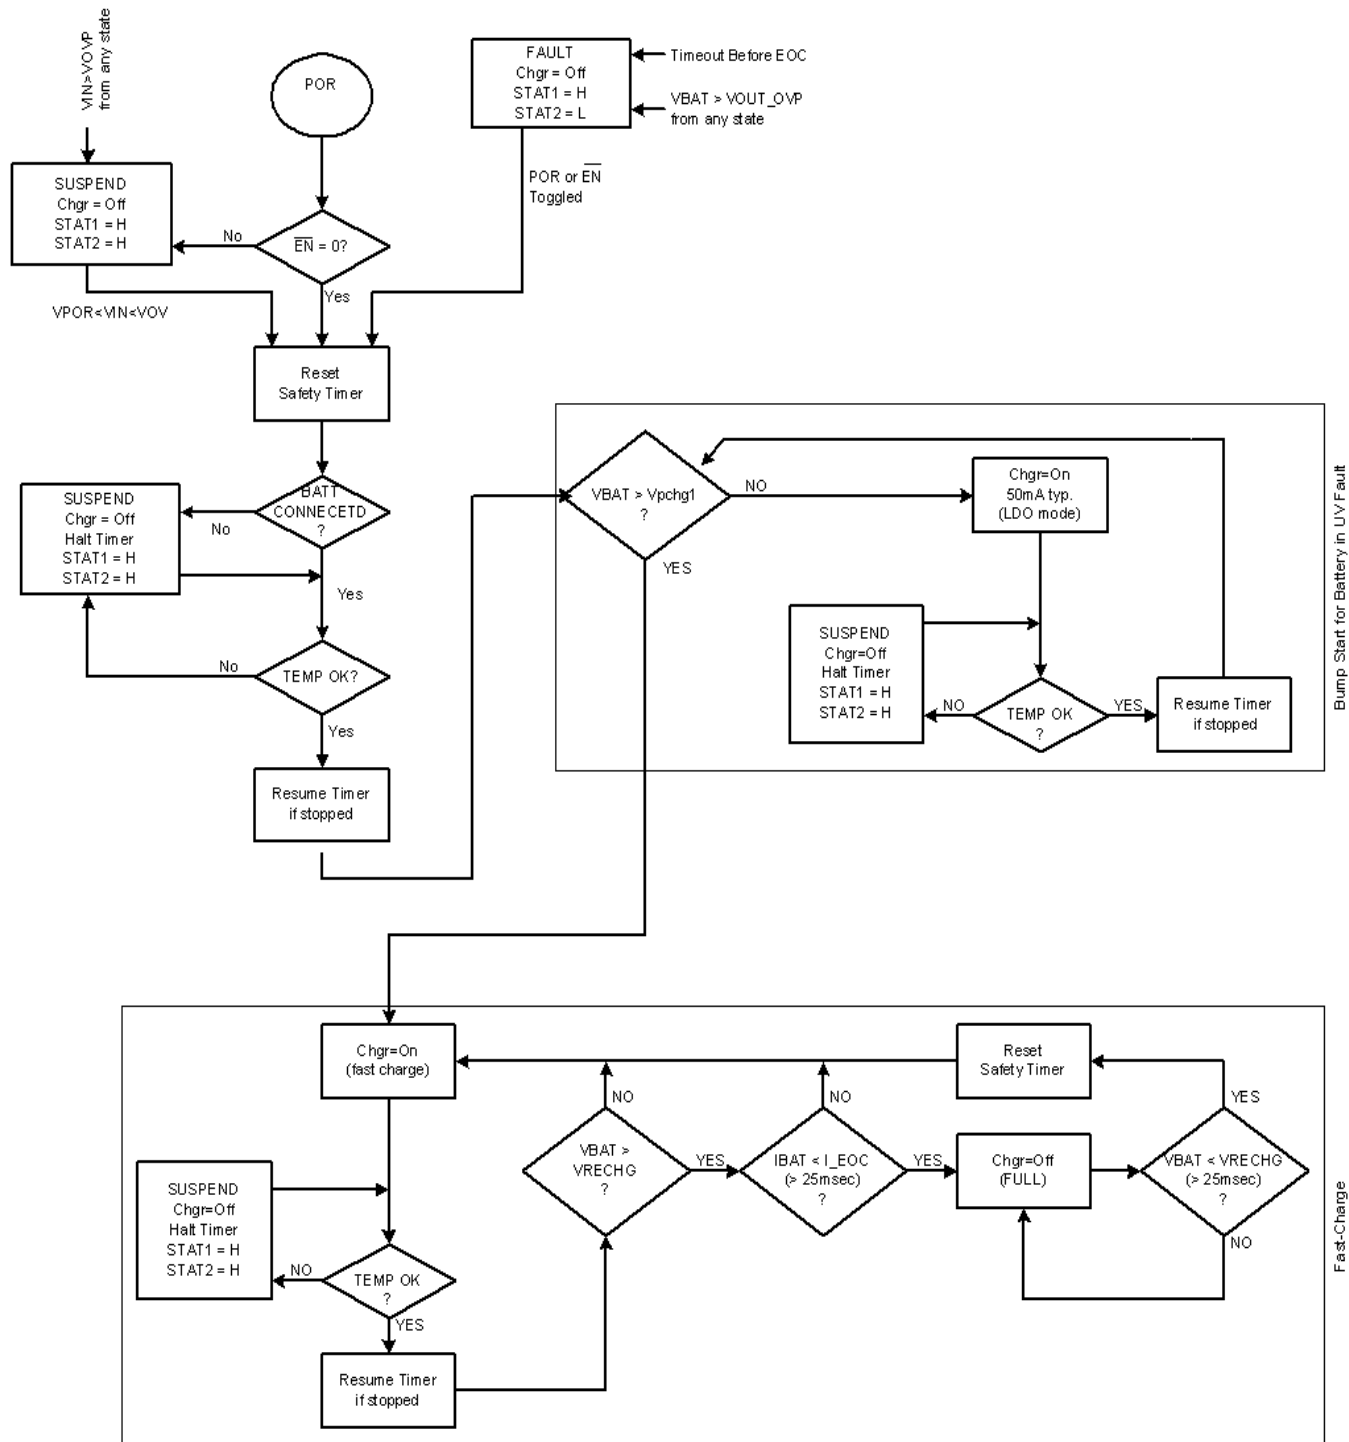 VIN>VOVP
from any state
POR
FAULT
Chgr = Off
STAT1 = H
STAT2 = L
Timeout Before EOC
VBAT > VOUT_OVP
from any state
SUSPEND
Chgr = Off
STAT1 = H
STAT2 = H
No
EN = 0?
POR or EN
Toggled
Yes
VPOR<VIN<VOV
Reset
Safety Timer
SUSPEND
Chgr = Off
Halt Timer
STAT1 = H
STAT2 = H
No
BATT
CONNECETD
?
Yes
No
TEMP OK?
Yes
Resume Timer
if stopped
VBAT > Vpchg1
?
NO
YES
Chgr=On
50mA typ.
(LDO mode)
SUSPEND
Chgr=Off
Halt Timer
STAT1 = H
STAT2 = H
NO
TEMP OK
?
YES
Resume Timer
if stopped
Bump Start for Battery in UV Fault
Chgr=On
(fast charge)
Reset
Safety Timer
NO
NO
YES
VBAT >
VRECHG
?
YES
IBAT < I_EOC
(> 25msec)
?
YES
Chgr=Off
(FULL)
VBAT < VRECHG
(> 25msec)
?
NO
SUSPEND
Chgr=Off
Halt Timer
STAT1 = H
STAT2 = H
NO
TEMP OK
?
YES
Resume Timer
if stopped
Fast-Charge